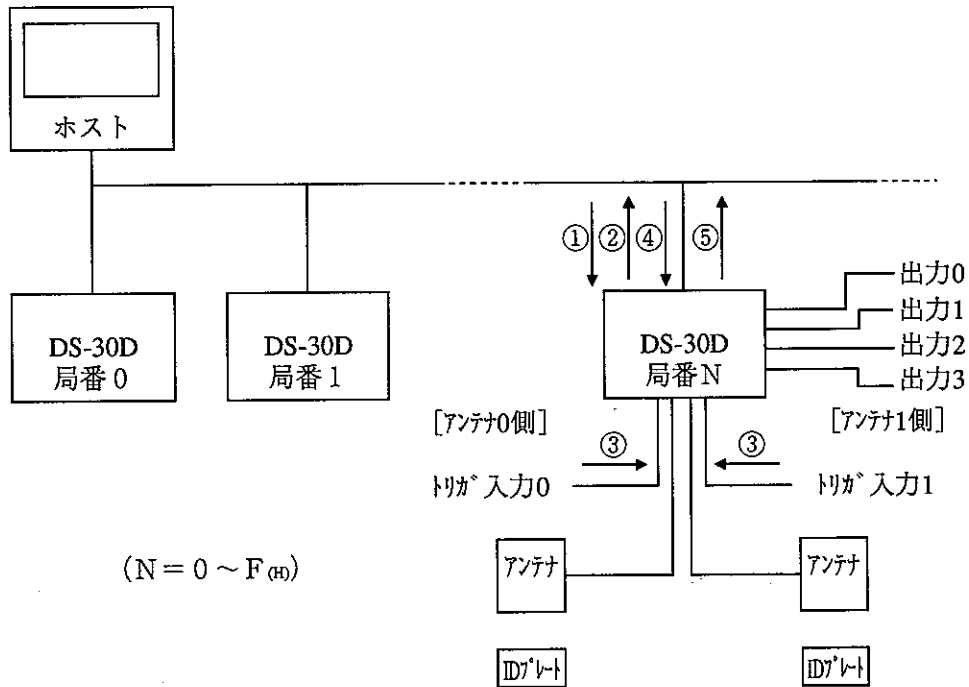 ホスト
① ② ④ ⑤
DS-30D
局番0
DS-30D
局番1
DS-30D
局番N
出力0
出力1
出力2
出力3
[アンテナ0側]
[アンテナ1側]
③
③
トリガ入力0
トリガ入力1
(N=0~F(H))
アンテナ
アンテナ
IDプレート
IDプレート